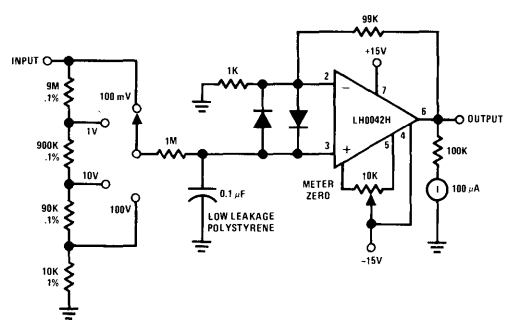 INPUT
9M
.1%
100 mV
1V
900K
.1%
10V
90K
.1%
100V
10K
1%
1M
0.1 µF
LOW LEAKAGE
POLYSTYRENE
1K
99K
+15V
2
7
LH0042H
6
OUTPUT
3
5
4
METER
ZERO
10K
-15V
100K
I
100 µA